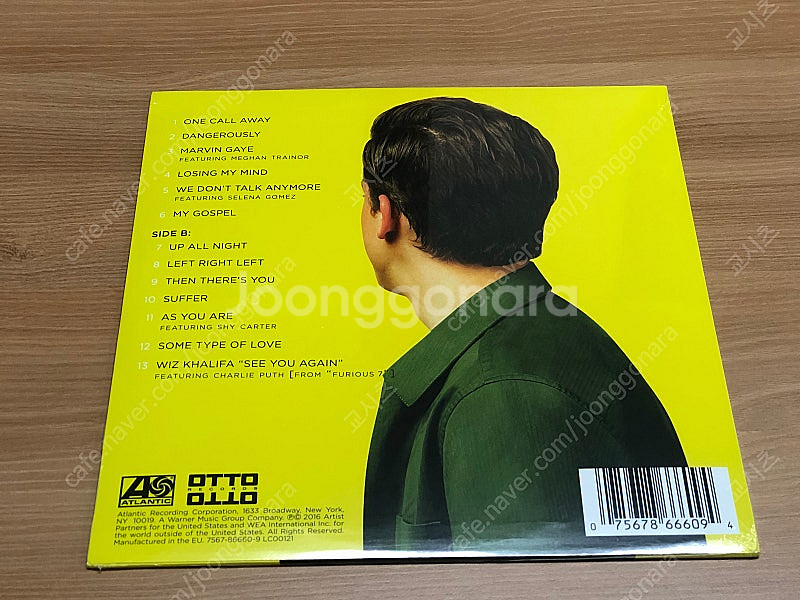 1 ONE CALL AWAY
2 DANGEROUSLY
3 MARVIN GAYE
FEATURING MEGHAN TRAINOR
4 LOSING MY MIND
5 WE DON'T TALK ANYMORE
FEATURING SELENA GOMEZ
6 MY GOSPEL
SIDE B:
7 UP ALL NIGHT
8 LEFT RIGHT LEFT
9 THEN THERE'S YOU
10 SUFFER
11 AS YOU ARE
FEATURING SHY CARTER
12 SOME TYPE OF LOVE
13 WIZ KHALIFA "SEE YOU AGAIN"
FEATURING CHARLIE PUTH [FROM "FURIOUS 7"]
Joonggonara
cafe.naver.com/joonggonara
교시조
ATLANTIC
OTTO
RECORDS
OTTO
Atlantic Recording Corporation, 1633 Broadway, New York,
NY 10019. A Warner Music Group Company. ℗© 2016 Artist
Partners for the United States and WEA International Inc. for
the world outside of the United States. All Rights Reserved.
Manufactured in the EU. 7567-86660-9 LC00121
0 75678 66609 4